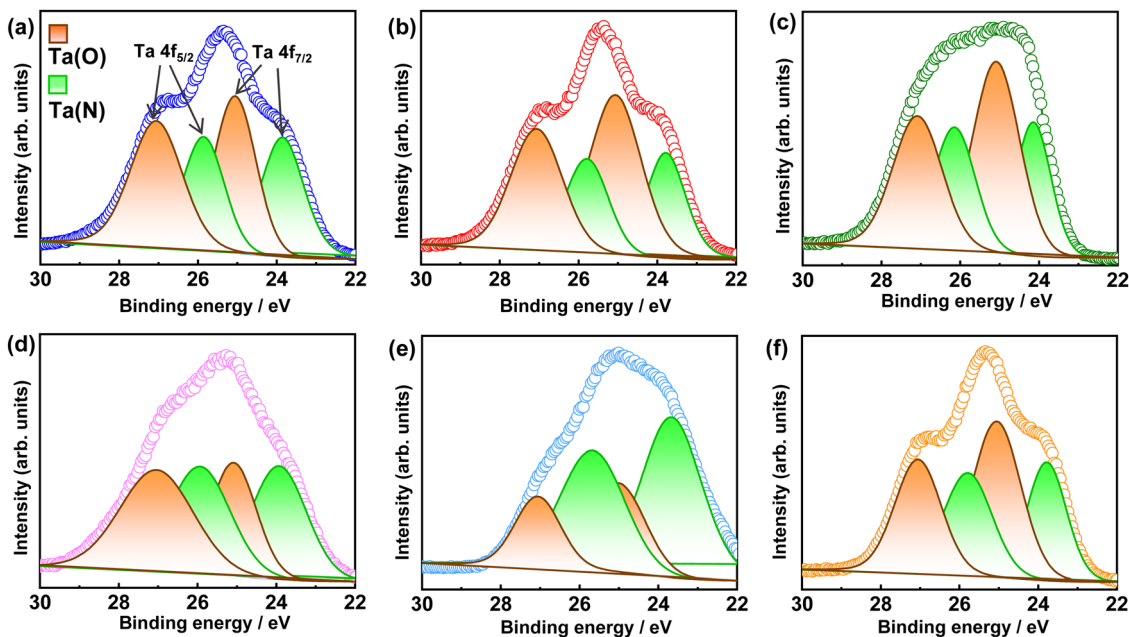 (a)
Ta(O)
Ta(N)
Ta 4f5/2
Ta 4f7/2
Intensity (arb. units)
30 28 26 24 22
Binding energy / eV
(b)
Intensity (arb. units)
30 28 26 24 22
Binding energy / eV
(c)
Intensity (arb. units)
30 28 26 24 22
Binding energy / eV
(d)
Intensity (arb. units)
30 28 26 24 22
Binding energy / eV
(e)
Intensity (arb. units)
30 28 26 24 22
Binding energy / eV
(f)
Intensity (arb. units)
30 28 26 24 22
Binding energy / eV